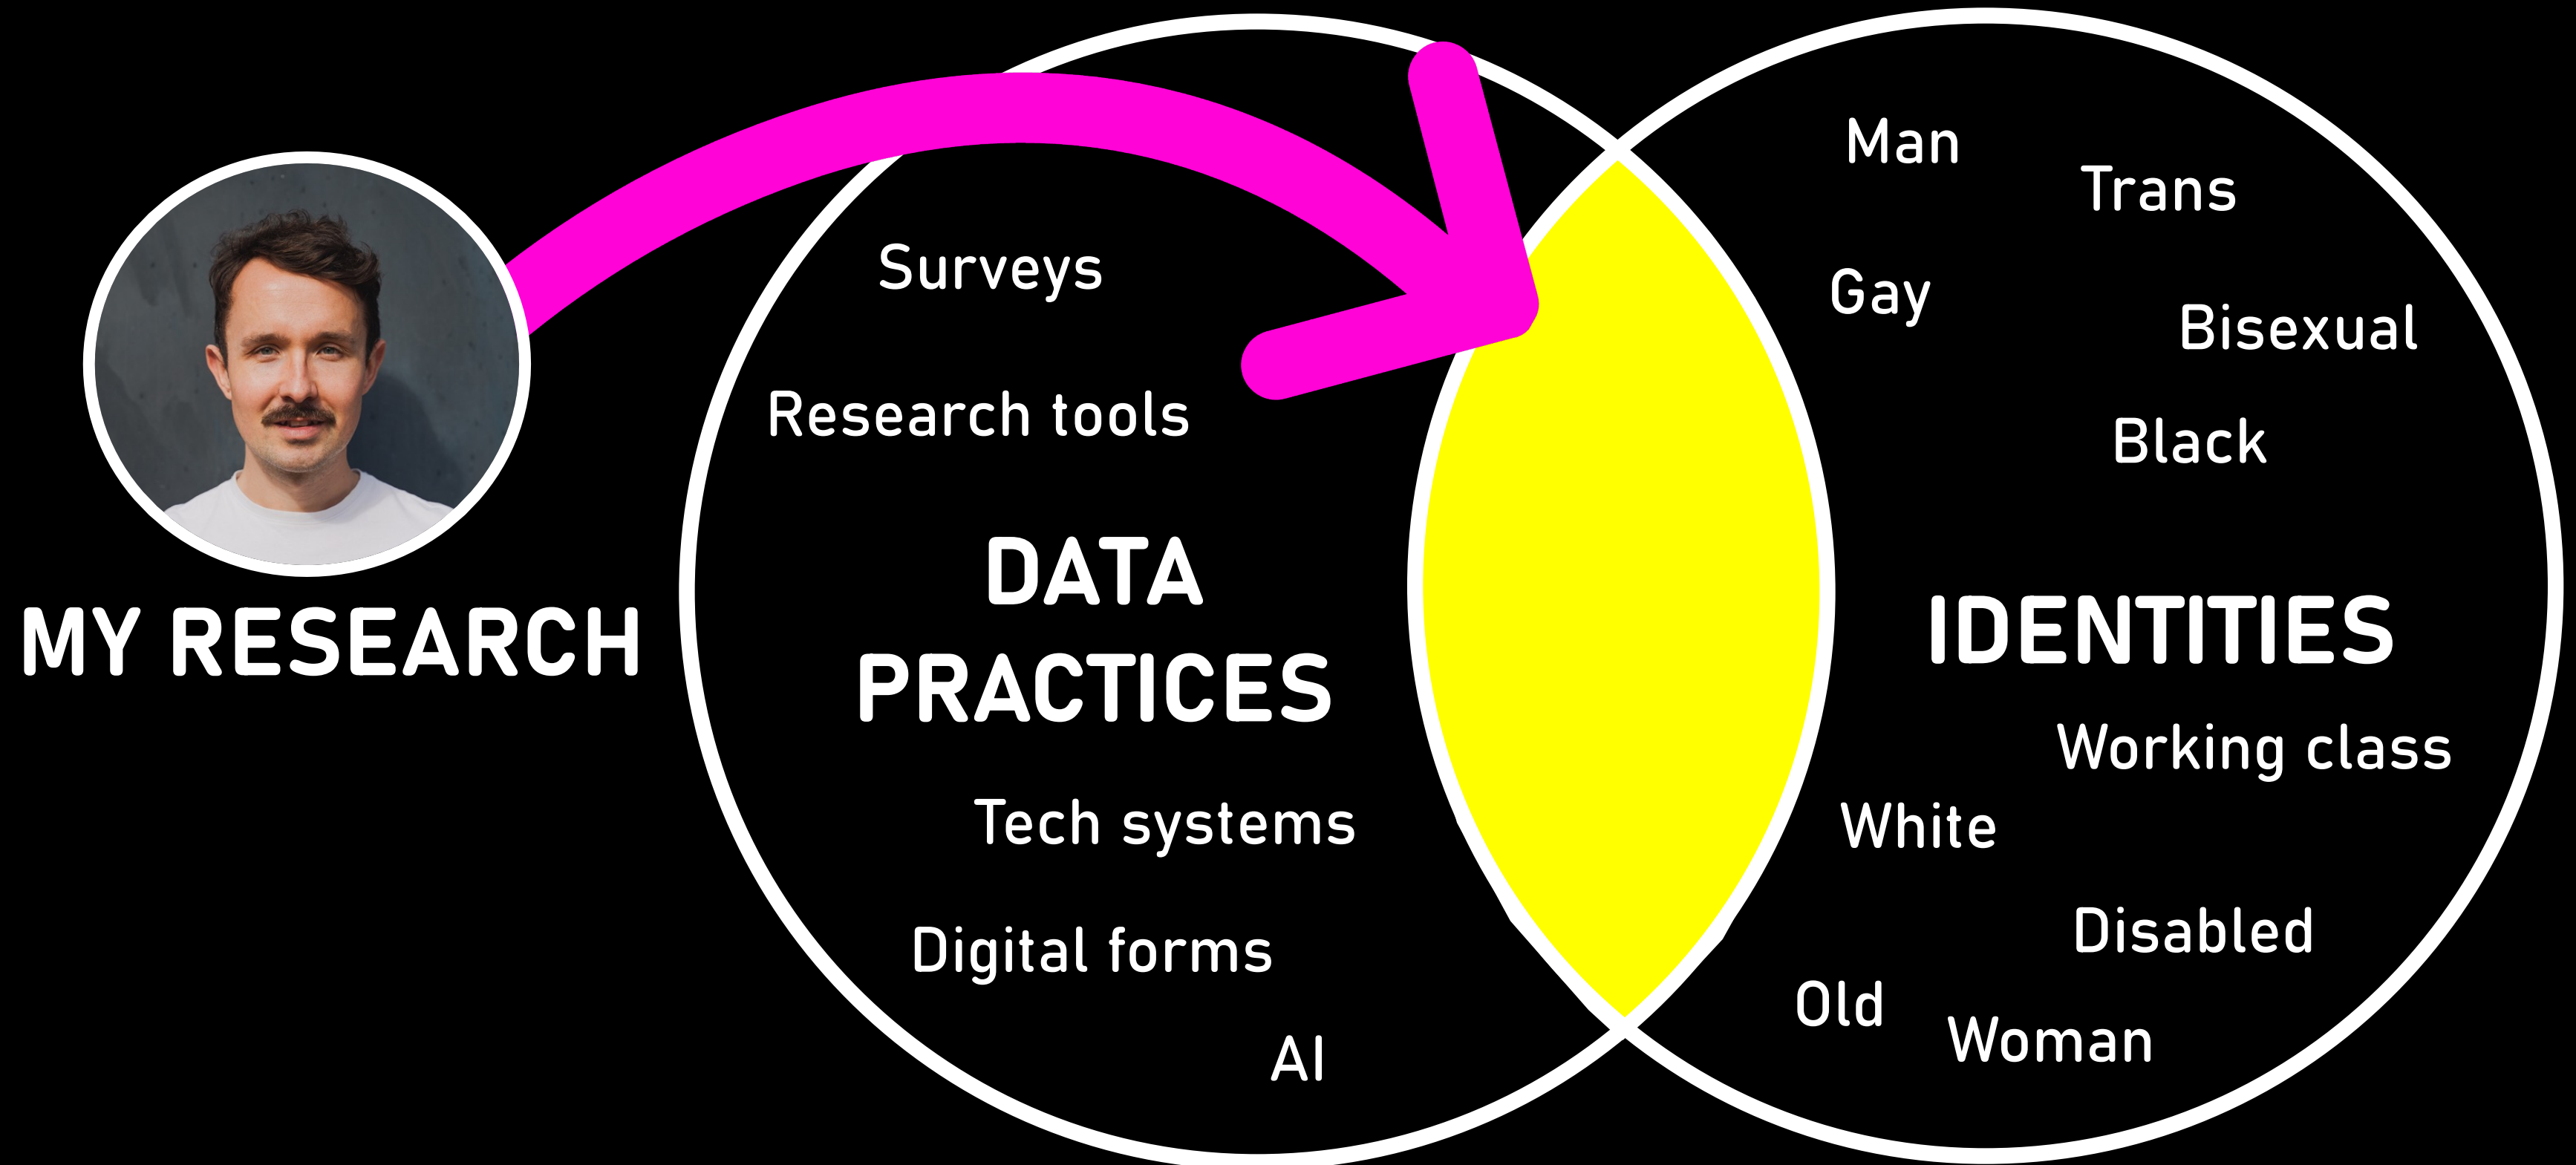 MY RESEARCH
Surveys
Research tools
DATA
PRACTICES
Tech systems
Digital forms
AI
Man
Trans
Gay
Bisexual
Black
IDENTITIES
Working class
White
Disabled
Old
Woman